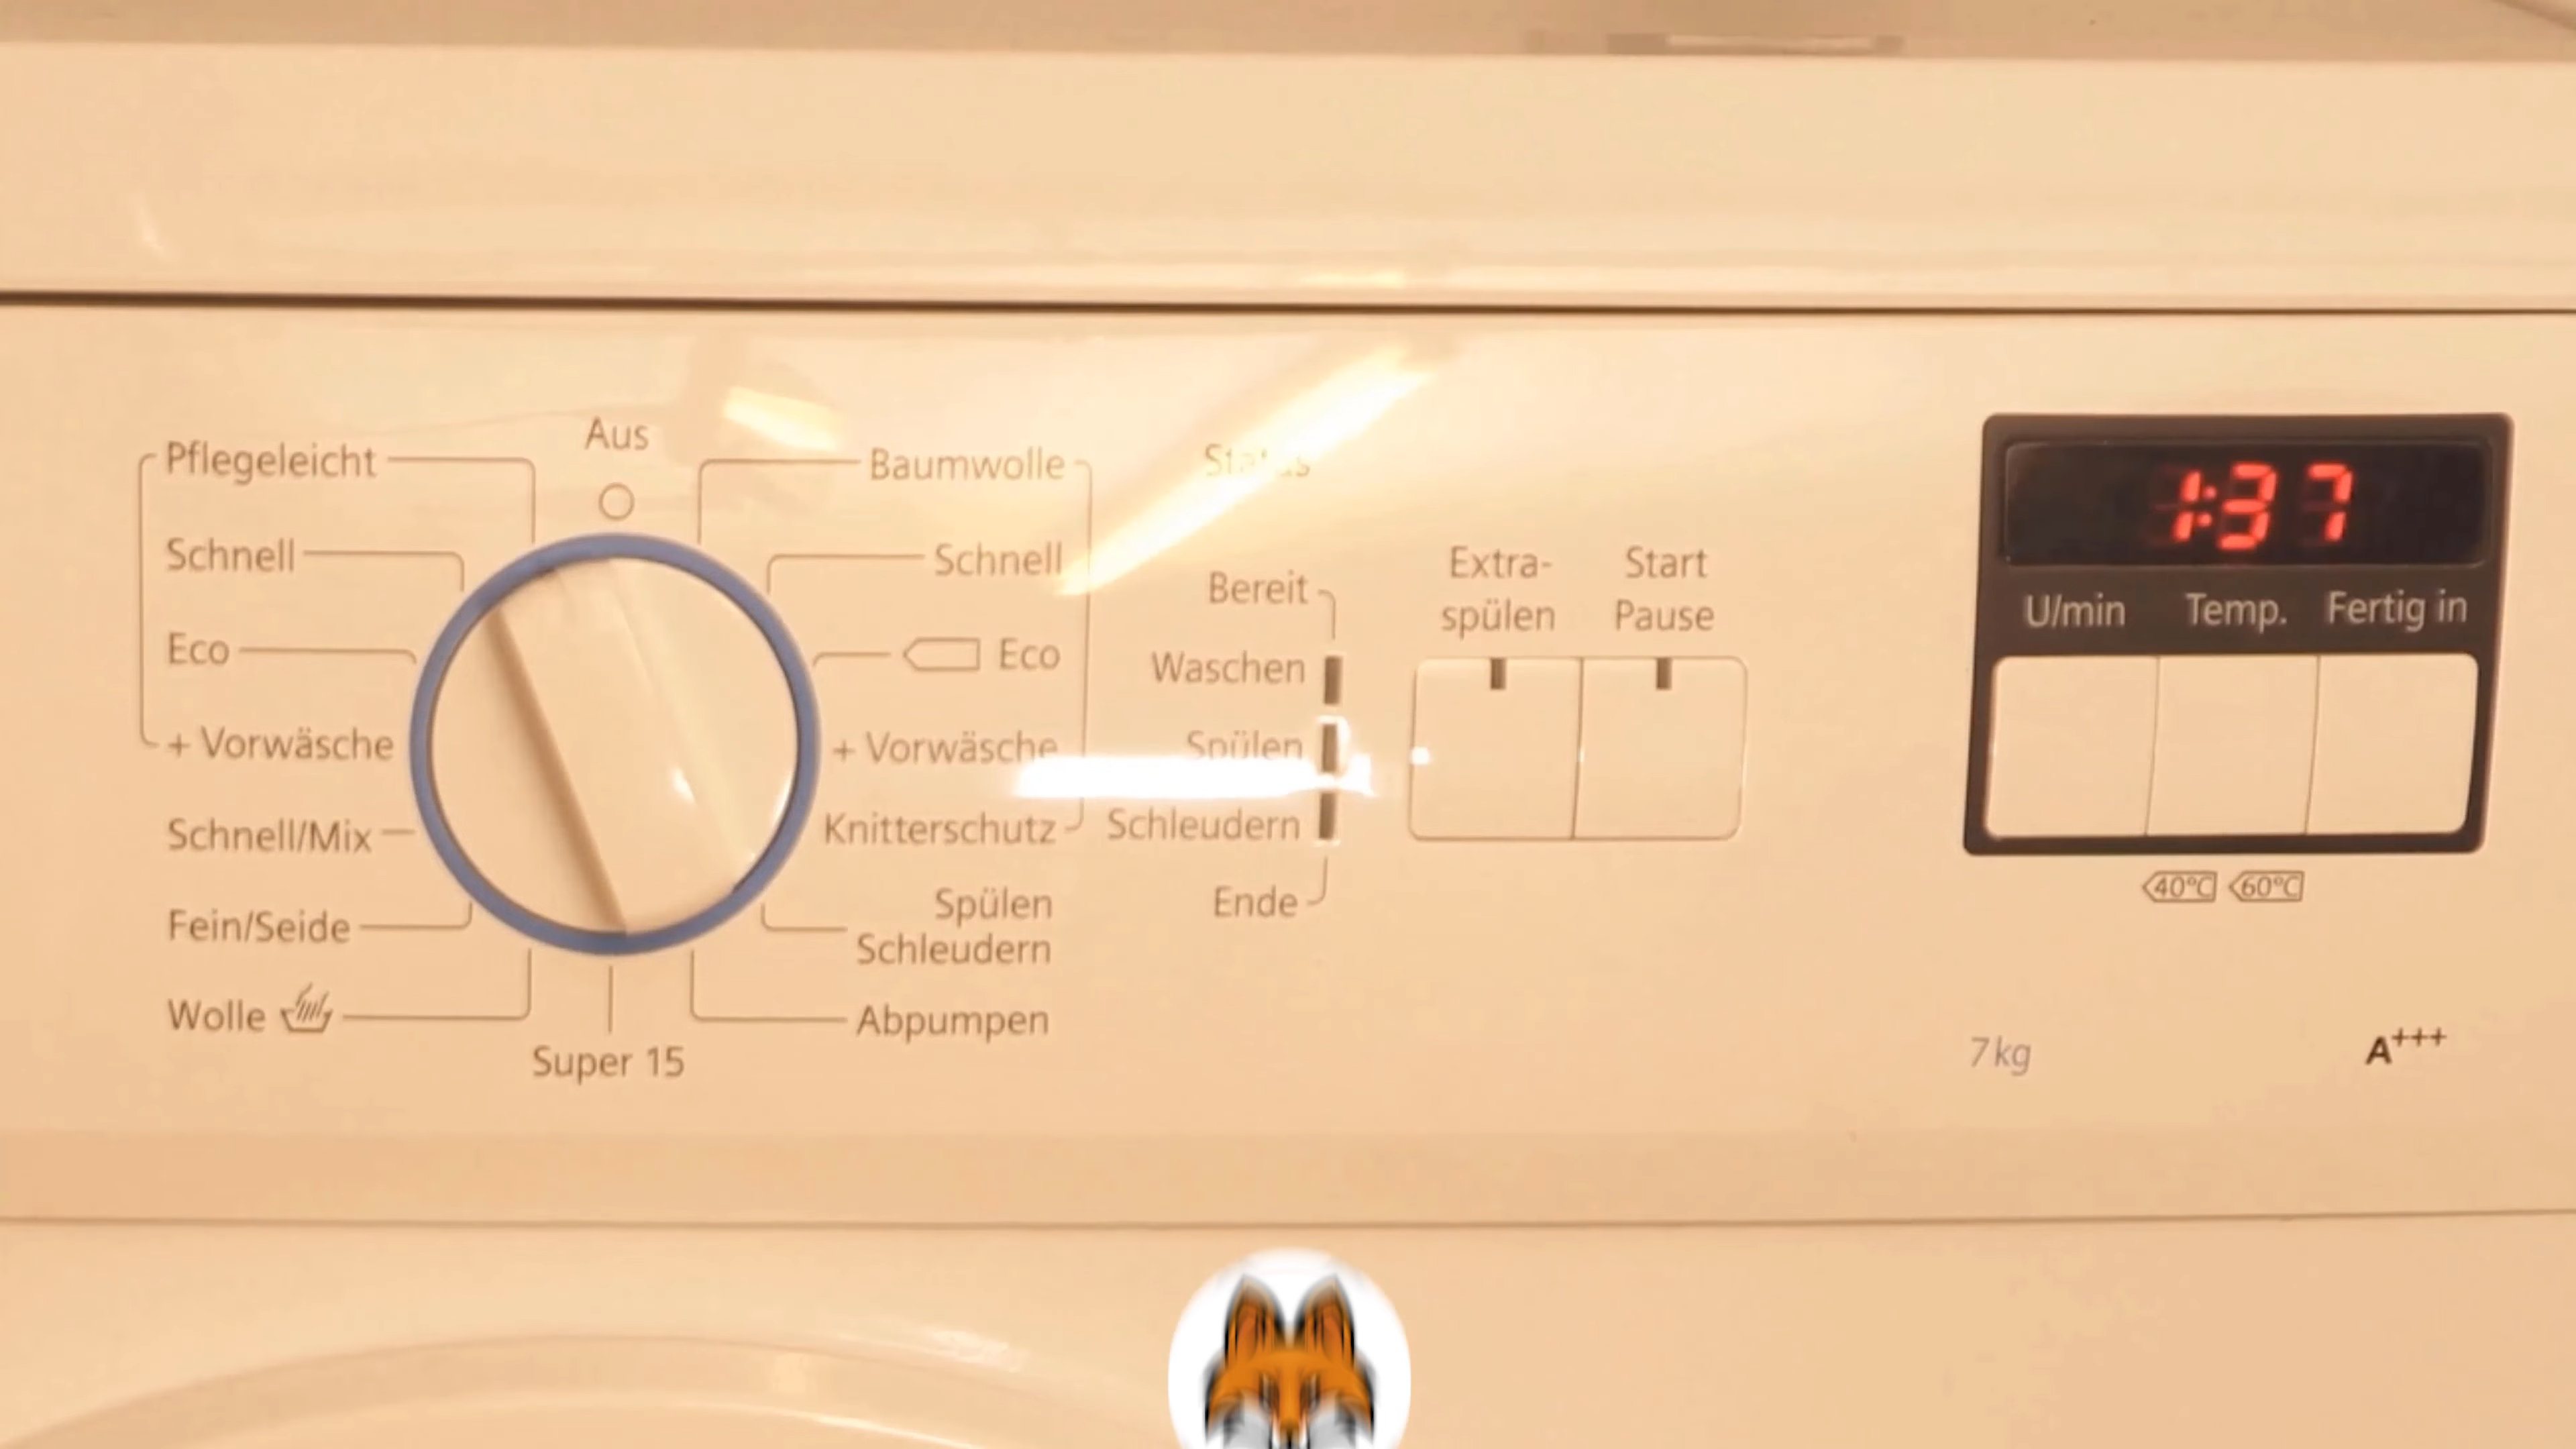 Aus
Pflegeleicht
Schnell
Eco
+ Vorwäsche
Schnell/Mix
Fein/Seide
Wolle
Super 15
Baumwolle
Schnell
Eco
+ Vorwäsche
Knitterschutz
Spülen
Schleudern
Abpumpen
Status
Bereit
Waschen
Spülen
Schleudern
Ende
Extra-
spülen
Start
Pause
1:37
U/min Temp. Fertig in
40°C 60°C
7kg
A+++